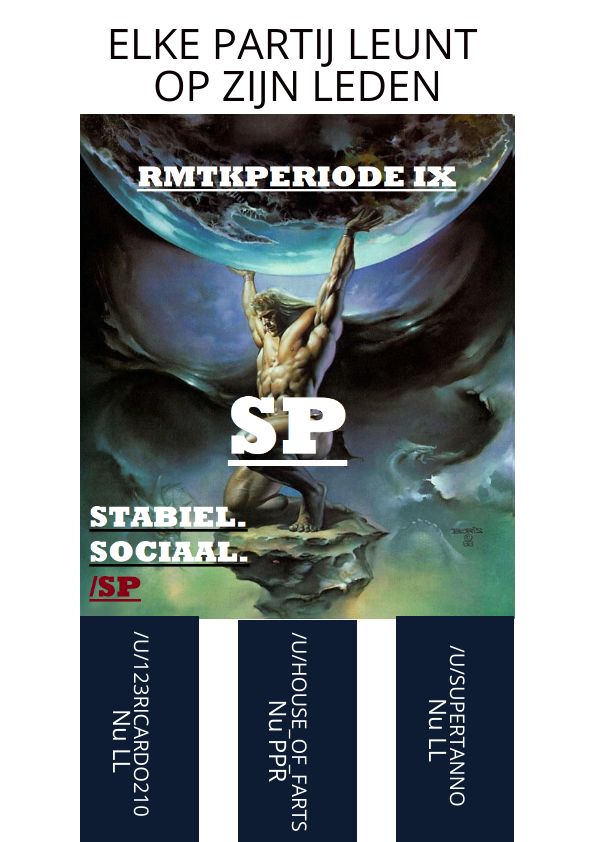 ELKE PARTIJ LEUNT
OP ZIJN LEDEN
RMTKPERIODE IX
SP
STABIEL.
SOCIAAL.
/SP
BORIS
/U/123RICARDO210
Nu LL
/U/HOUSE_OF_FARTS
Nu PPR
/U/SUPERTANNO
Nu LL